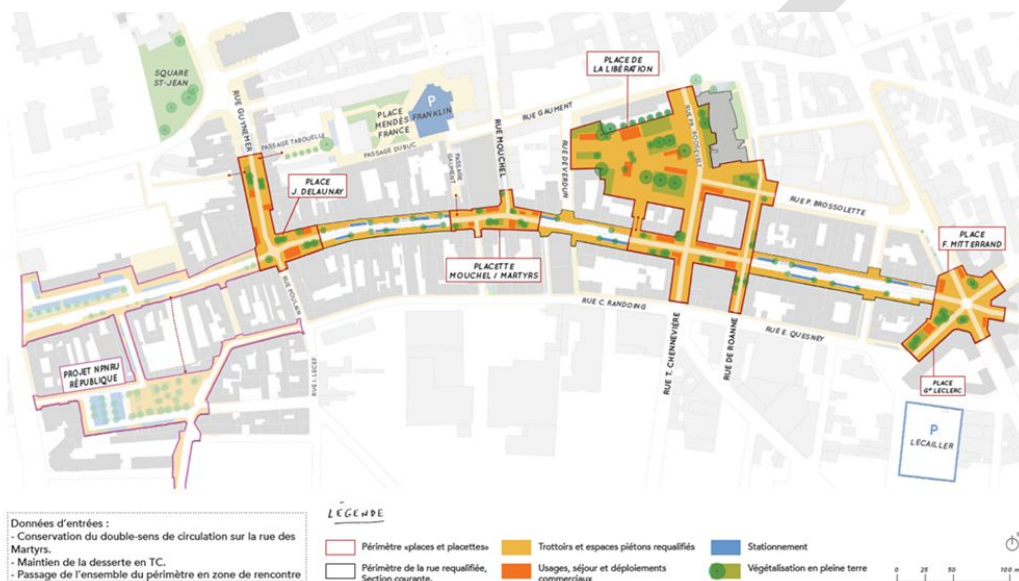 SQUARE
ST-JEAN
RUE GUYNEMER
PASSAGE TABOUELLE
PLACE
MENDÈS
FRANCE
P
FRANKLIN
PASSAGE DUBUC
PASSAGE
GAUMENT
RUE MOUCHEL
RUE GAUMENT
PLACE DE
LA LIBÉRATION
RUE DE VERDUN
RUE FR. ROOSEVELT
PLACE
J. DELAUNAY
PLACETTE
MOUCHEL / MARTYRS
RUE P. BROSSOLETTE
PLACE
F. MITTERRAND
RUE POULAIN
RUE C. RANDOING
RUE E. QUESNEY
RUE T. CHENNEVIÈRE
RUE DE ROANNE
PROJET NPNRU
RÉPUBLIQUE
RUE I. LECEF
PLACE
Gal LECLERC
P
LECAILLER
Données d'entrées :
- Conservation du double-sens de circulation sur la rue des
Martyrs.
- Maintien de la desserte en TC.
- Passage de l'ensemble du périmètre en zone de rencontre
LÉGENDE
Périmètre «places et placettes»
Trottoirs et espaces piétons requalifiés
Stationnement
Périmètre de la rue requalifiée,
Section courante.
Usages, séjour et déploiements
commerciaux
Végétalisation en pleine terre
0
50
100 m